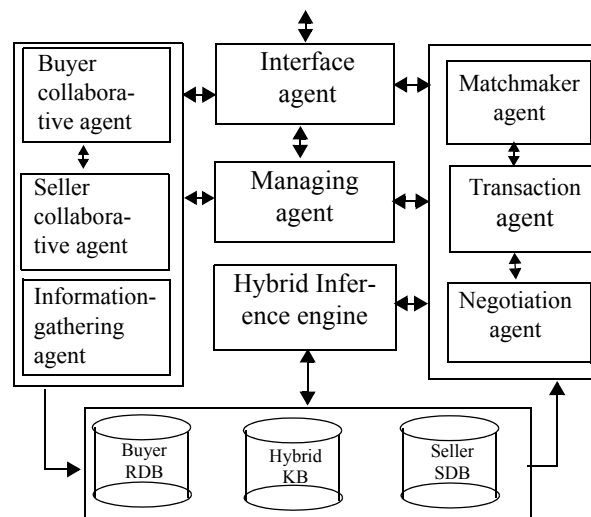 Buyer
collabora-
tive agent
Seller
collabora-
tive agent
Information-
gathering
agent
Interface
agent
Managing
agent
Hybrid Infer-
ence engine
Matchmaker
agent
Transaction
agent
Negotiation
agent
Buyer
RDB
Hybrid
KB
Seller
SDB